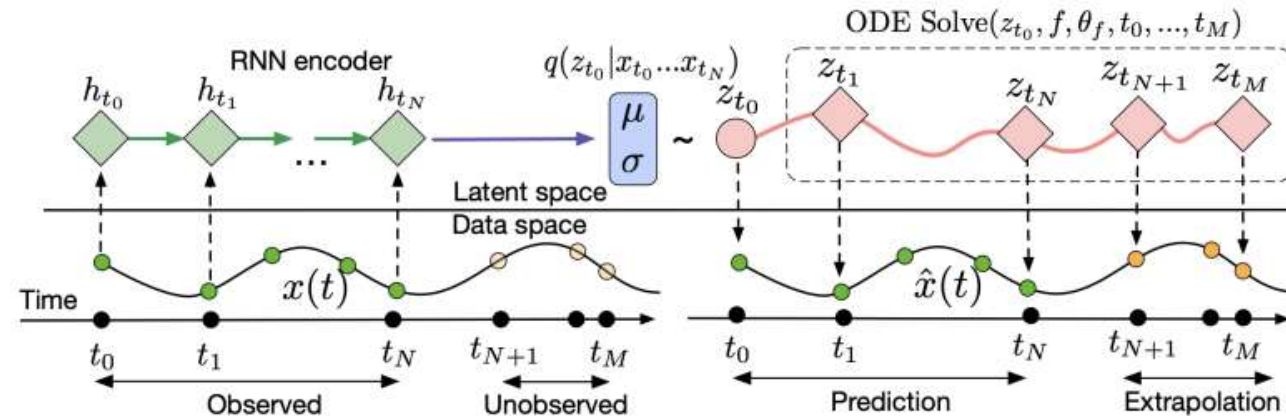 ODE Solve(z_{t_0}, f, θ_f, t_0, ..., t_M)
RNN encoder
q(z_{t_0}|x_{t_0}...x_{t_N})
h_{t_0} h_{t_1} h_{t_N}
...
μ
σ
~
z_{t_0} z_{t_1} z_{t_N} z_{t_{N+1}} z_{t_M}
Latent space
Data space
x(t)
x̂(t)
Time
t_0 t_1 t_N t_{N+1} t_M
t_0 t_1 t_N t_{N+1} t_M
Observed Unobserved
Prediction Extrapolation